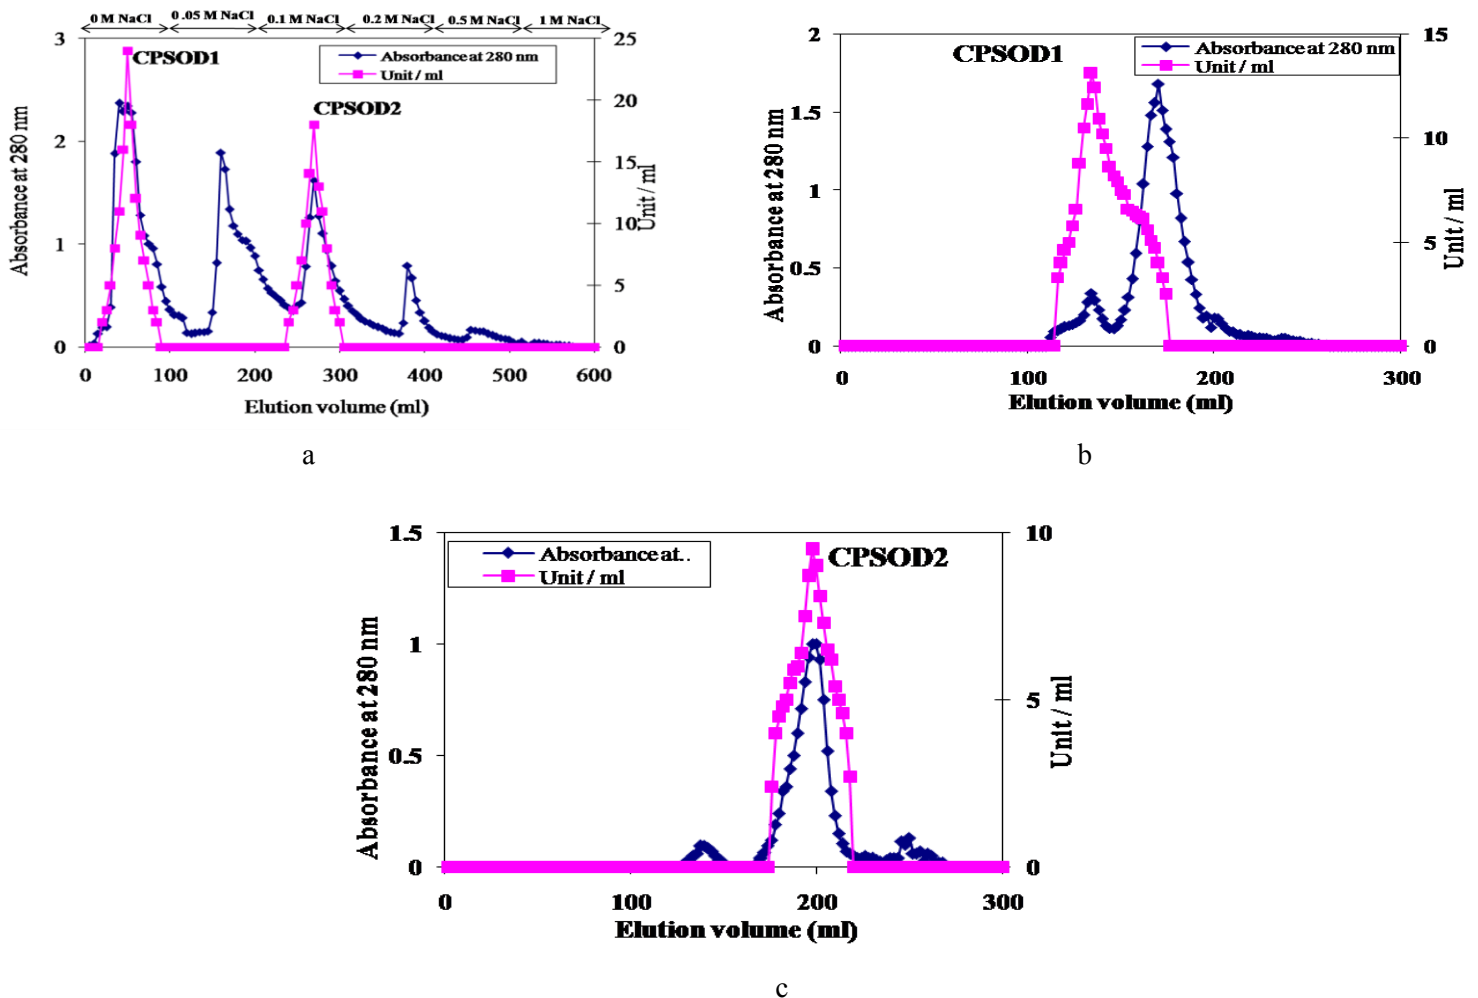 0 M NaCl 0 .05 M NaCl 0.1 M NaCl 0.2 M NaCl 0.5 M NaCl 1 M NaCl
3
2
1
0
25
20
15
10
5
0
Absorbance at 280 nm
Unit / ml
CPSOD1
CPSOD2
Absorbance at 280 nm
Unit / ml
0 100 200 300 400 500 600
Elution volume (ml)
a
2
1.5
1
0.5
0
15
10
5
0
Absorbance at 280 nm
Unit / ml
CPSOD1
Absorbance at 280 nm
Unit / ml
0 100 200 300
Elution volume (ml)
b
1.5
1
0.5
0
10
5
0
Absorbance at 280 nm
Unit / ml
Absorbance at..
Unit / ml
CPSOD2
0 100 200 300
Elution volume (ml)
c